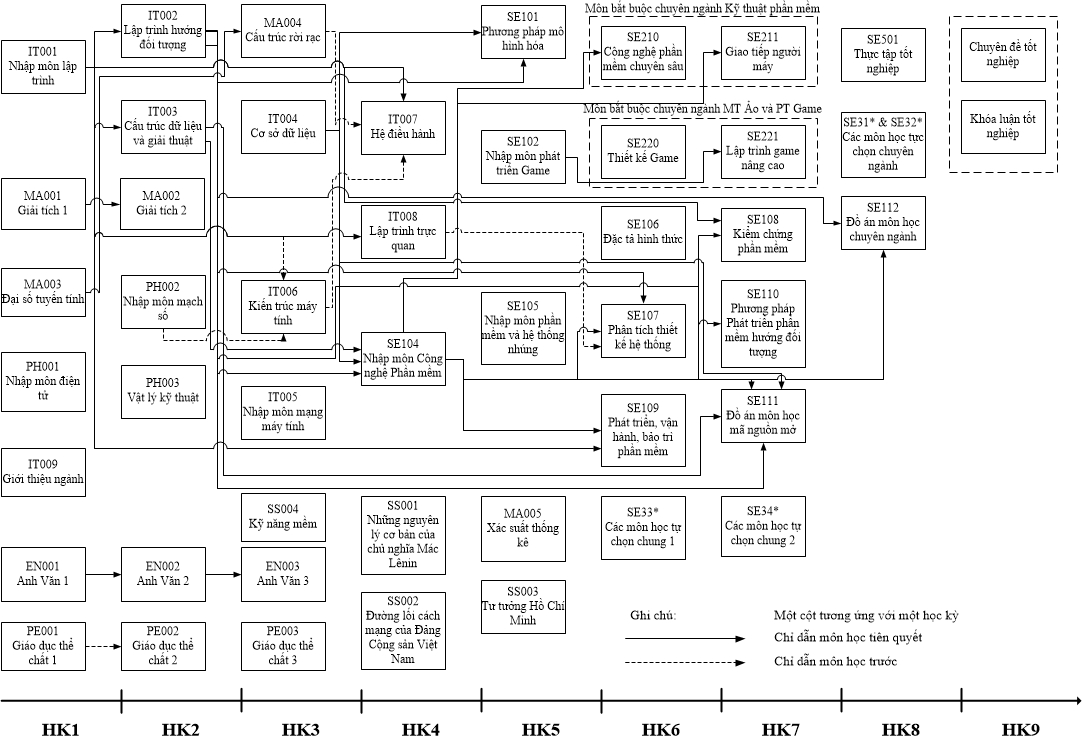 IT001
Nhập môn lập
trình
MA001
Giải tích 1
MA003
Đại số tuyến tính
PH001
Nhập môn điện
tử
IT009
Giới thiệu ngành
EN001
Anh Văn 1
PE001
Giáo dục thể
chất 1
IT002
Lập trình hướng
đối tượng
IT003
Cấu trúc dữ liệu
và giải thuật
MA002
Giải tích 2
PH002
Nhập môn mạch
số
PH003
Vật lý kỹ thuật
EN002
Anh Văn 2
PE002
Giáo dục thể
chất 2
MA004
Cấu trúc rời rạc
IT004
Cơ sở dữ liệu
IT006
Kiến trúc máy
tính
IT005
Nhập môn mạng
máy tính
SS004
Kỹ năng mềm
EN003
Anh Văn 3
PE003
Giáo dục thể
chất 3
IT007
Hệ điều hành
IT008
Lập trình trực
quan
SE104
Nhập môn Công
nghệ Phần mềm
SS001
Những nguyên
lý cơ bản của
chủ nghĩa Mác
Lênin
SS002
Đường lối cách
mạng của Đảng
Cộng sản Việt
Nam
SE101
Phương pháp mô
hình hóa
SE102
Nhập môn phát
triển Game
SE105
Nhập môn phần
mềm và hệ thống
nhúng
MA005
Xác suất thống
kê
SS003
Tư tưởng Hồ Chí
Minh
Môn bắt buộc chuyên ngành Kỹ thuật phần mềm
SE210
Công nghệ phần
mềm chuyên sâu
SE211
Giao tiếp người
máy
Môn bắt buộc chuyên ngành MT Ảo và PT Game
SE220
Thiết kế Game
SE221
Lập trình game
nâng cao
SE106
Đặc tả hình thức
SE107
Phân tích thiết
kế hệ thống
SE109
Phát triển, vận
hành, bảo trì
phần mềm
SE33*
Các môn học tự
chọn chung 1
SE108
Kiểm chứng
phần mềm
SE110
Phương pháp
Phát triển phần
mềm hướng đối
tượng
SE111
Đồ án môn học
mã nguồn mở
SE34*
Các môn học tự
chọn chung 2
SE501
Thực tập tốt
nghiệp
SE31* & SE32*
Các môn học tực
chọn chuyên
ngành
SE112
Đồ án môn học
chuyên ngành
Chuyên đề tốt
nghiệp
Khóa luận tốt
nghiệp
Ghi chú:
Một cột tương ứng với một học kỳ
Chỉ dẫn môn học tiên quyết
Chỉ dẫn môn học trước
HK1 HK2 HK3 HK4 HK5 HK6 HK7 HK8 HK9